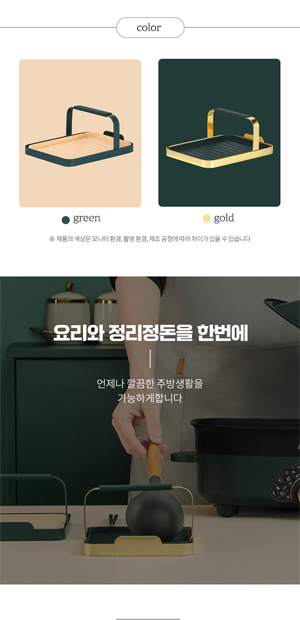 color
green
gold
※ 제품의 색상은 모니터 환경, 촬영 환경, 제조 공정에 따라 차이가 있을 수 있습니다
요리와 정리정돈을 한번에
언제나 깔끔한 주방생활을
가능하게합니다